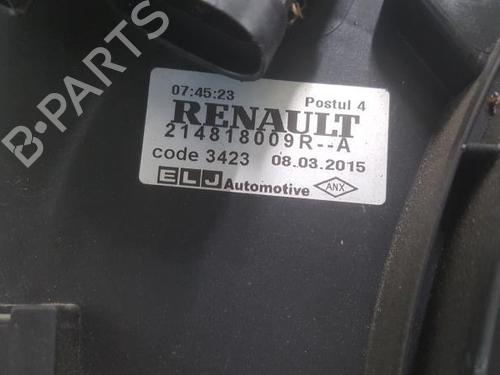 07:45:23 Postul 4
RENAULT
214818009R--A
code 3423 08.03.2015
ELJ Automotive ANX
B-PARTS